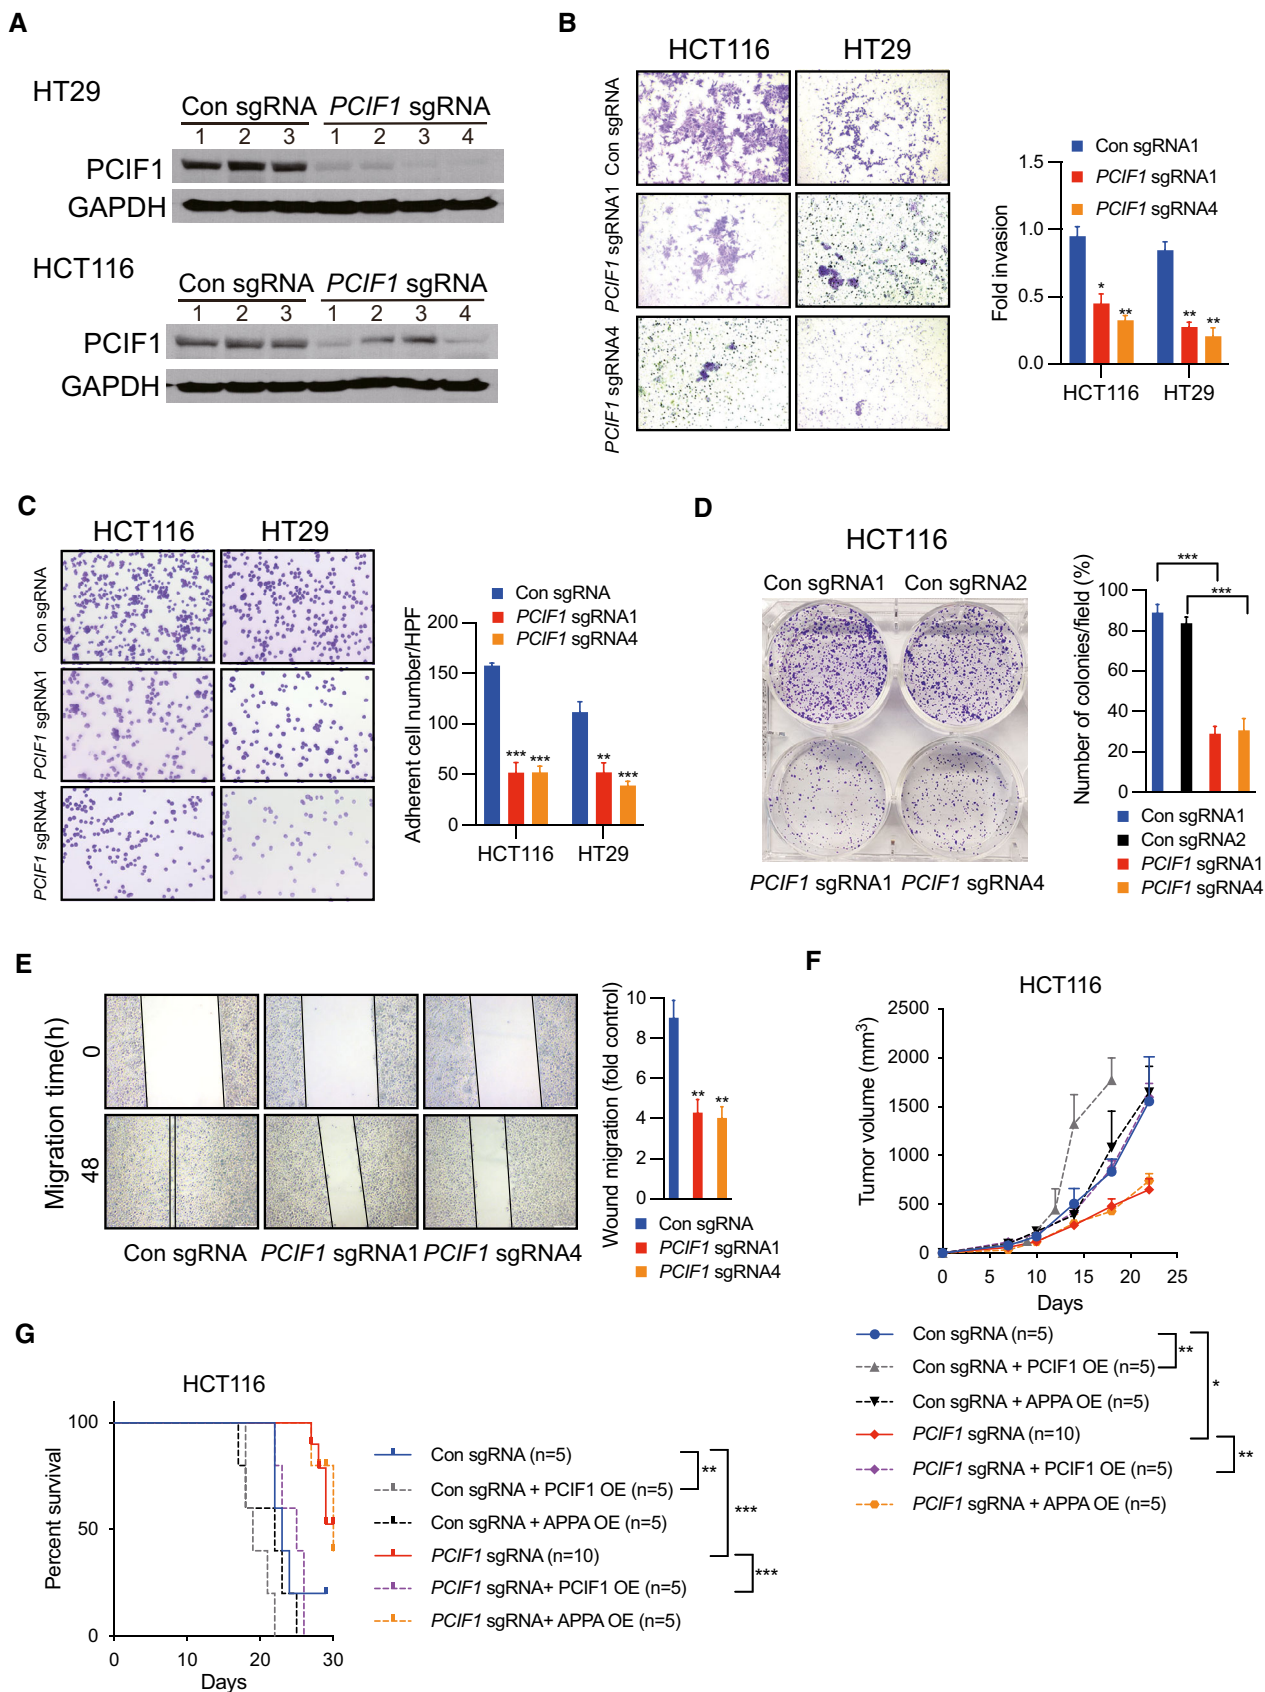 A
HT29
Con sgRNA PCIF1 sgRNA
1 2 3 1 2 3 4
PCIF1
GAPDH
HCT116
Con sgRNA PCIF1 sgRNA
1 2 3 1 2 3 4
PCIF1
GAPDH
B
HCT116 HT29
Con sgRNA
PCIF1 sgRNA1
PCIF1 sgRNA4
Con sgRNA1
PCIF1 sgRNA1
PCIF1 sgRNA4
Fold invasion
1.5
1.0
0.5
0.0
* ** ** **
HCT116 HT29
C
HCT116 HT29
Con sgRNA
PCIF1 sgRNA1
PCIF1 sgRNA4
Con sgRNA
PCIF1 sgRNA1
PCIF1 sgRNA4
Adherent cell number/HPF
200
150
100
50
0
*** *** ** ***
HCT116 HT29
D
HCT116
Con sgRNA1 Con sgRNA2
PCIF1 sgRNA1 PCIF1 sgRNA4
Number of colonies/field (%)
100
80
60
40
20
0
***
***
Con sgRNA1
Con sgRNA2
PCIF1 sgRNA1
PCIF1 sgRNA4
E
Migration time(h)
0
48
Con sgRNA PCIF1 sgRNA1 PCIF1 sgRNA4
Wound migration (fold control)
10
8
6
4
2
0
** **
Con sgRNA
PCIF1 sgRNA1
PCIF1 sgRNA4
F
HCT116
Tumor volume (mm3)
2500
2000
1500
1000
500
0
0 5 10 15 20 25
Days
Con sgRNA (n=5)
Con sgRNA + PCIF1 OE (n=5)
Con sgRNA + APPA OE (n=5)
PCIF1 sgRNA (n=10)
PCIF1 sgRNA + PCIF1 OE (n=5)
PCIF1 sgRNA + APPA OE (n=5)
**
*
**
G
HCT116
Percent survival
100
50
0
0 10 20 30
Days
Con sgRNA (n=5)
Con sgRNA + PCIF1 OE (n=5)
Con sgRNA + APPA OE (n=5)
PCIF1 sgRNA (n=10)
PCIF1 sgRNA+ PCIF1 OE (n=5)
PCIF1 sgRNA+ APPA OE (n=5)
**
***
***